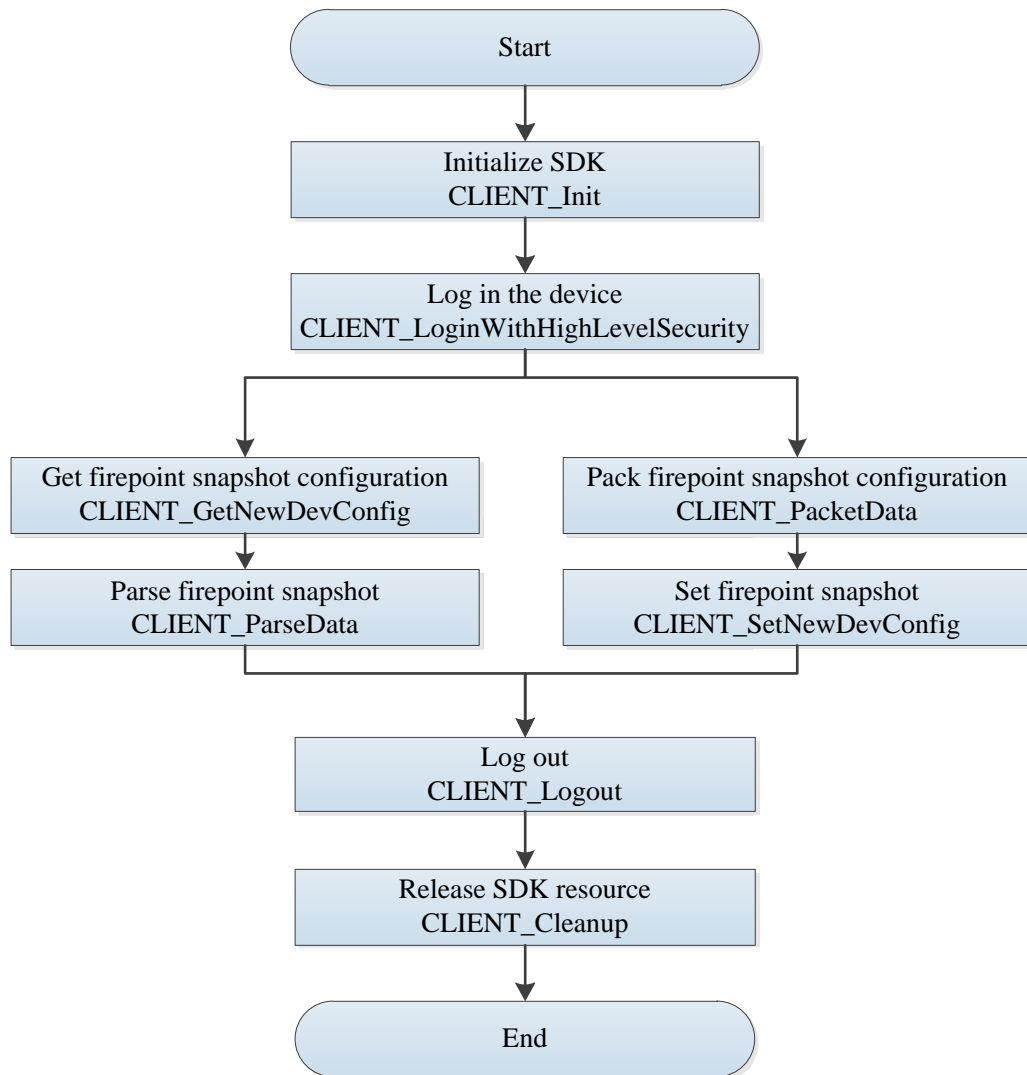 Start
Initialize SDK
CLIENT_Init
Log in the device
CLIENT_LoginWithHighLevelSecurity
Get firepoint snapshot configuration
CLIENT_GetNewDevConfig
Pack firepoint snapshot configuration
CLIENT_PacketData
Parse firepoint snapshot
CLIENT_ParseData
Set firepoint snapshot
CLIENT_SetNewDevConfig
Log out
CLIENT_Logout
Release SDK resource
CLIENT_Cleanup
End